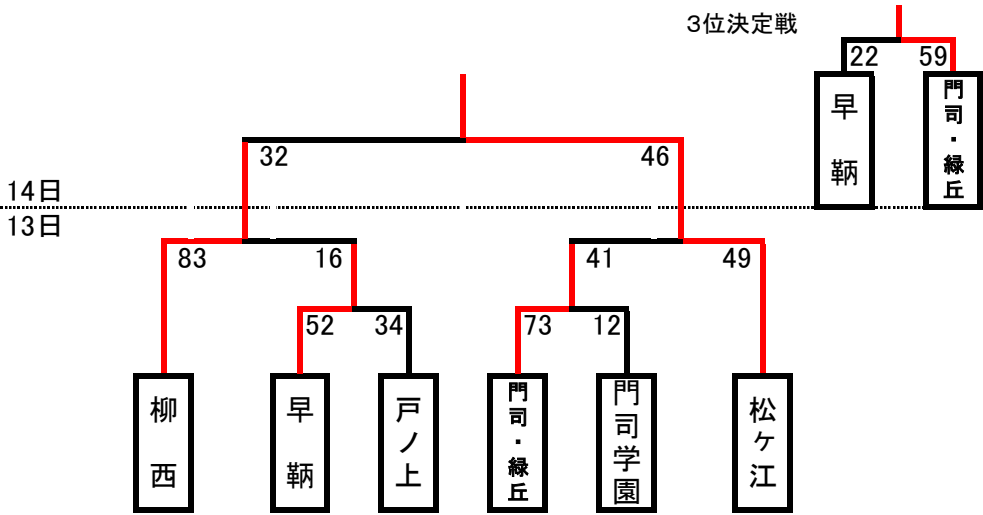 3位決定戦
22 59
早鞆
門司・緑丘
32 46
14日
13日
83 16 41 49
52 34 73 12
柳西
早鞆
戸ノ上
門司・緑丘
門司学園
松ヶ江